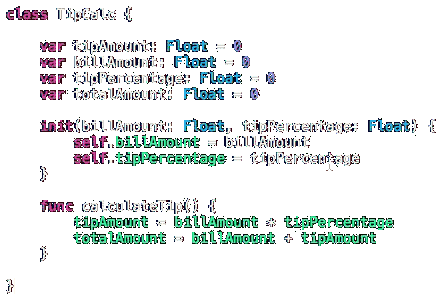 class TipCalc {
var tipAmount: Float = 0
var billAmount: Float = 0
var tipPercentage: Float = 0
var totalAmount: Float = 0
init(billAmount: Float, tipPercentage: Float) {
self.billAmount = billAmount
self.tipPercentage = tipPercentage
}
func calculateTip() {
tipAmount = billAmount * tipPercentage
totalAmount = billAmount + tipAmount
}
}